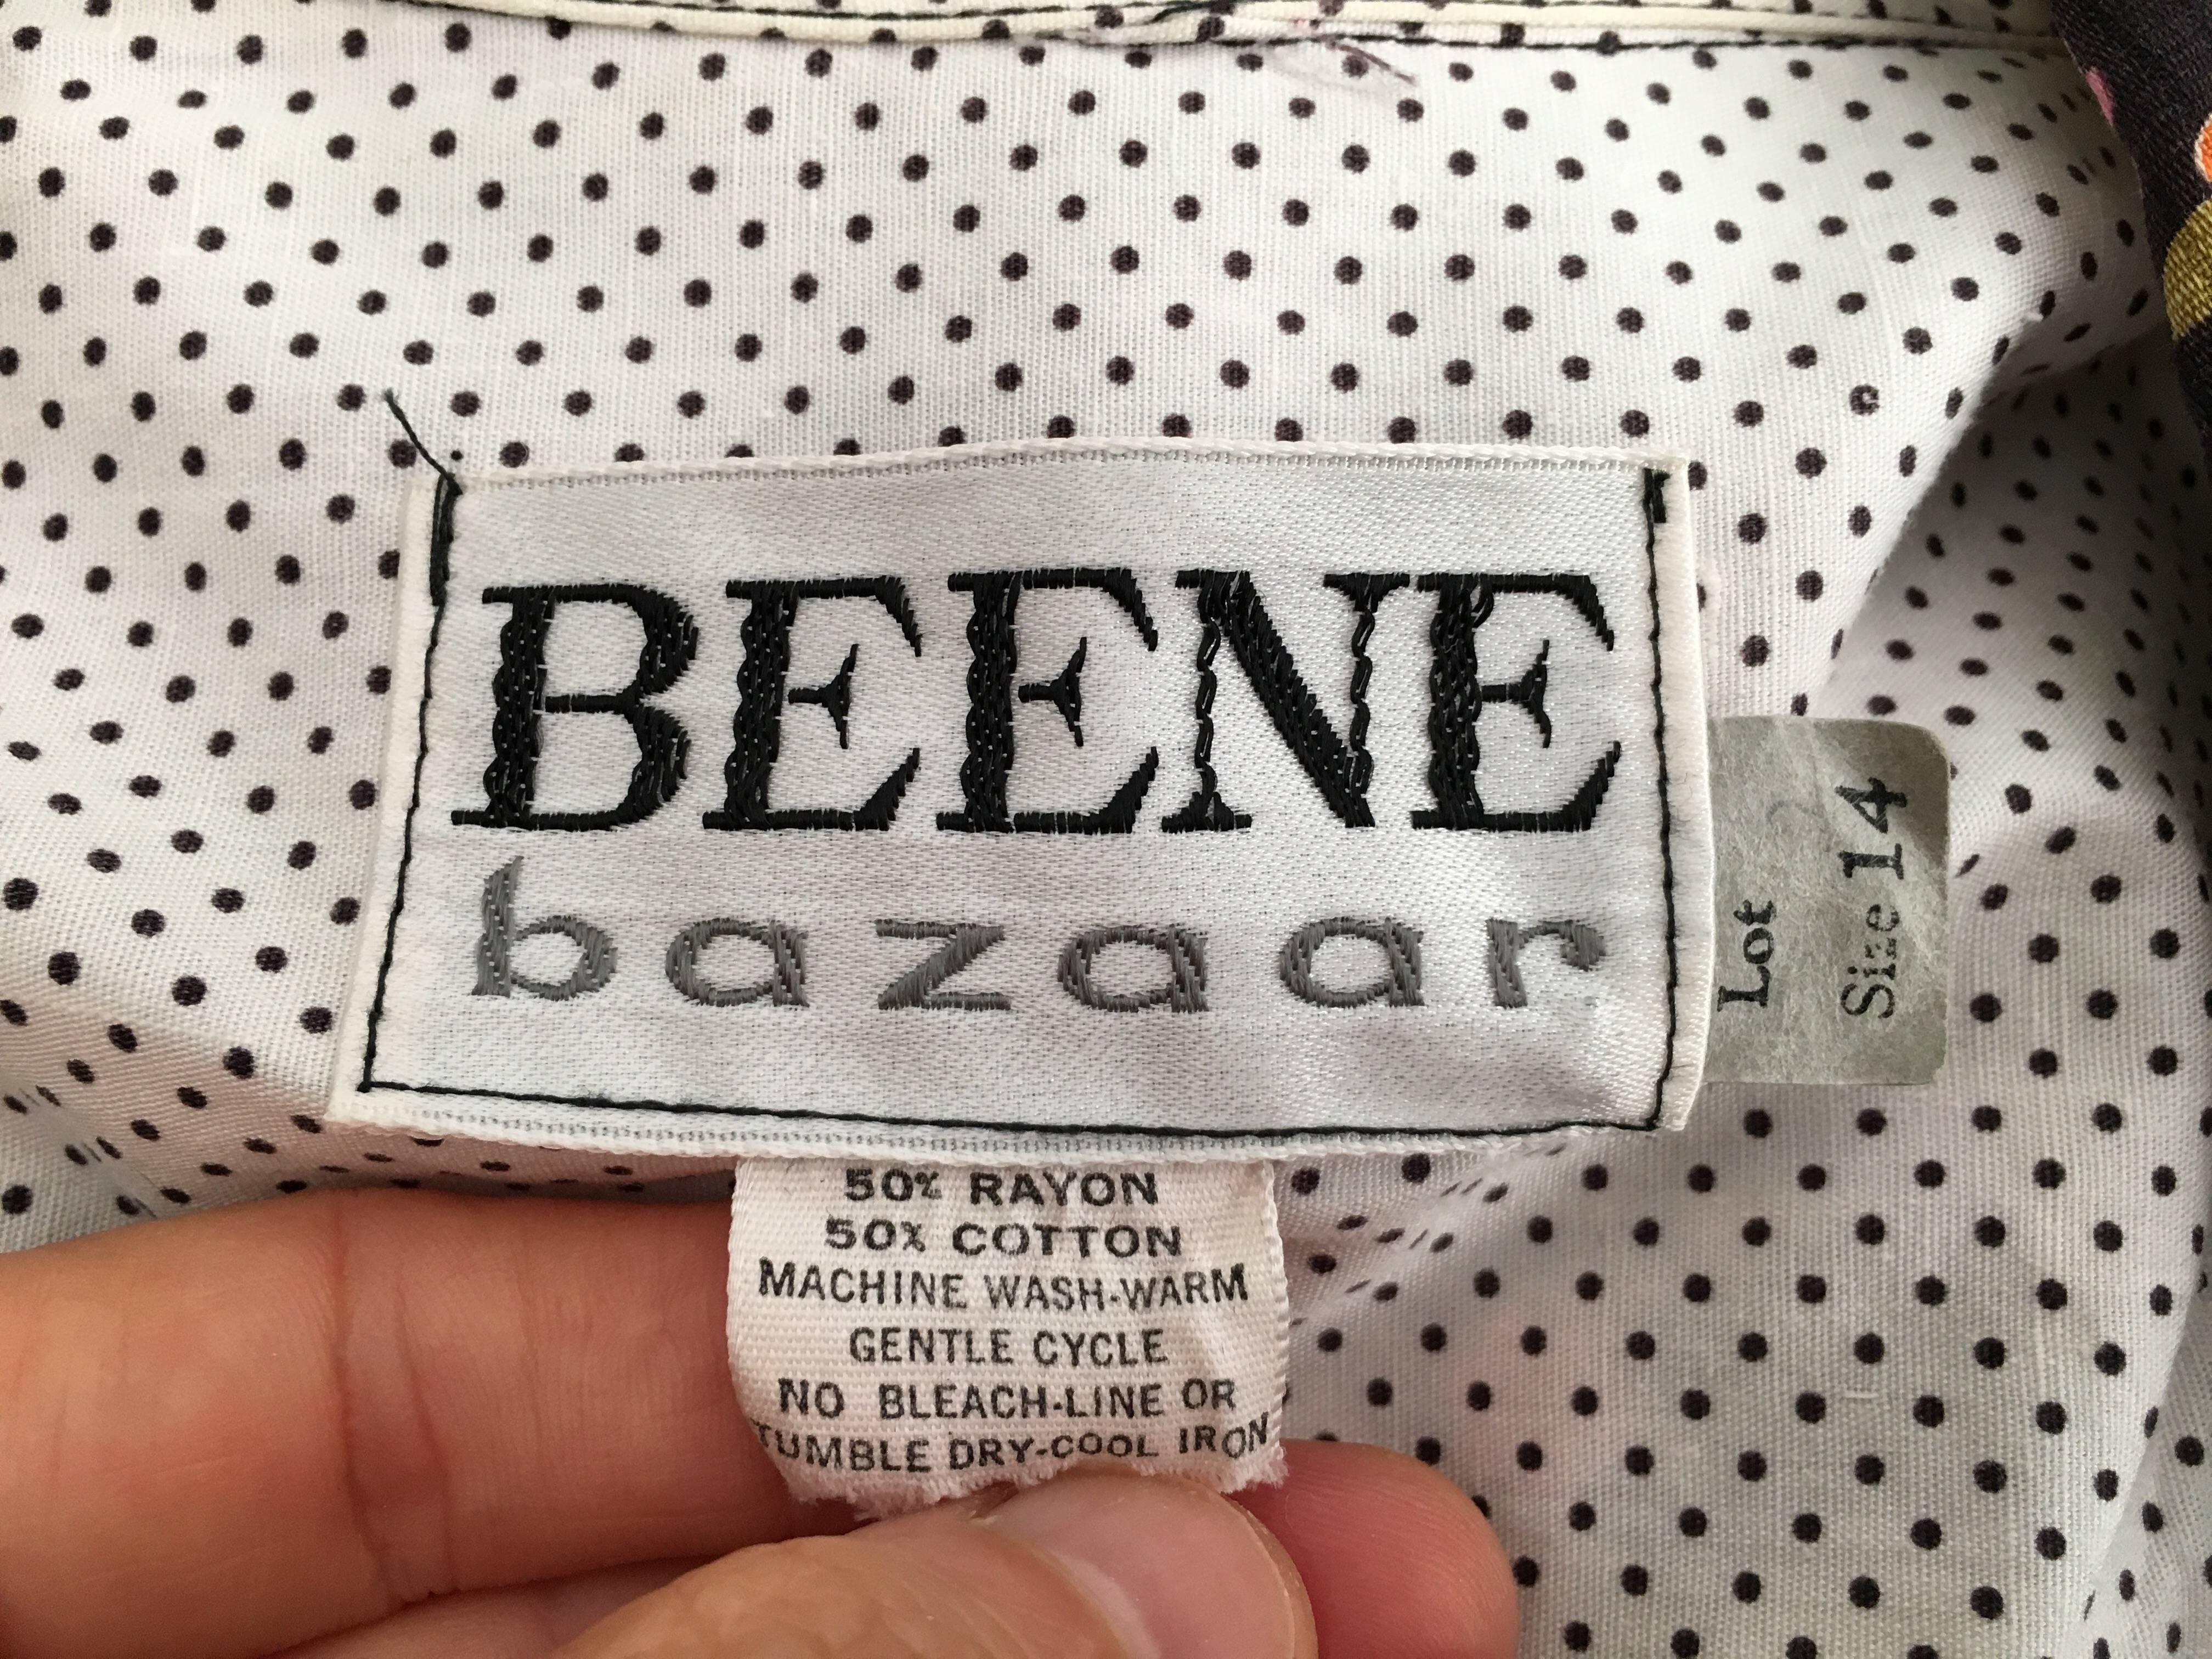 BEENE
bazaar
Lot
Size 14
50% RAYON
50% COTTON
MACHINE WASH-WARM
GENTLE CYCLE
NO BLEACH-LINE OR
TUMBLE DRY-COOL IRON